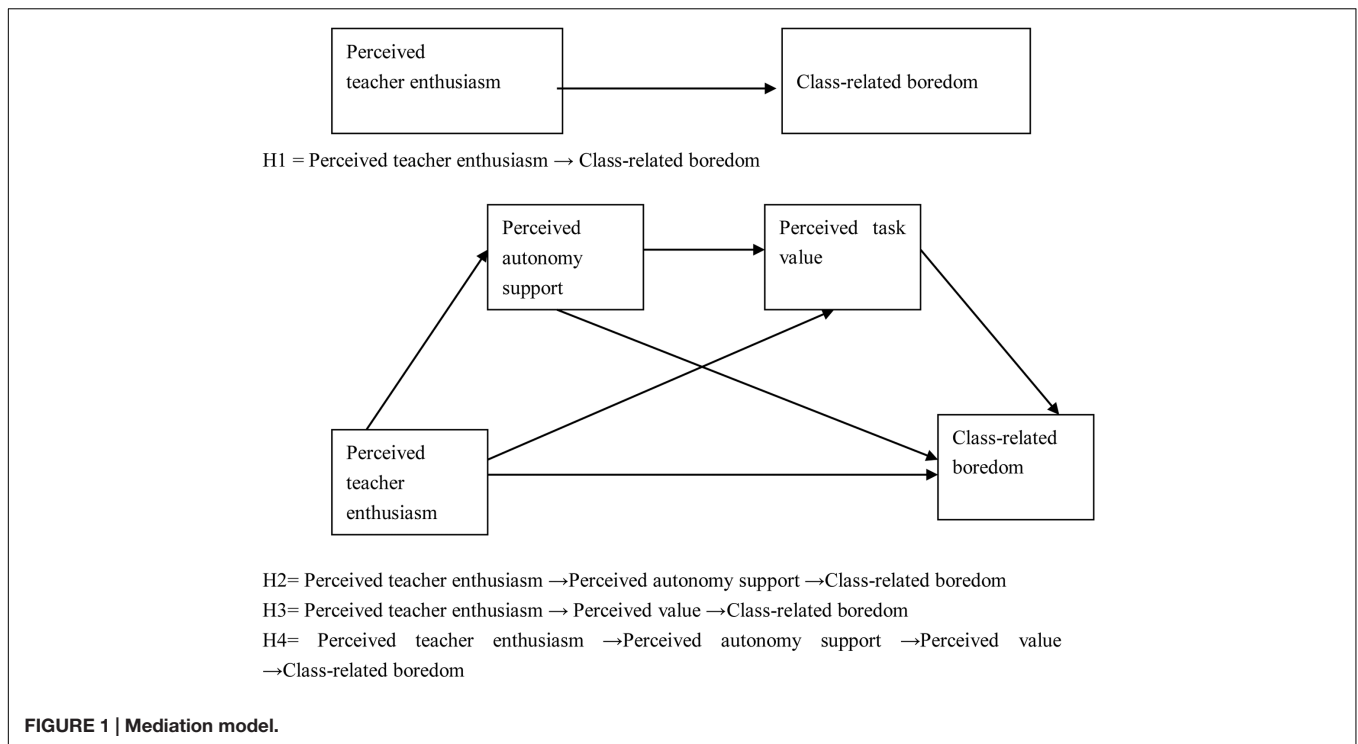 Perceived
teacher enthusiasm
Class-related boredom
H1 = Perceived teacher enthusiasm → Class-related boredom
Perceived
autonomy
support
Perceived task
value
Perceived
teacher
enthusiasm
Class-related
boredom
H2= Perceived teacher enthusiasm →Perceived autonomy support →Class-related boredom
H3= Perceived teacher enthusiasm → Perceived value →Class-related boredom
H4= Perceived teacher enthusiasm →Perceived autonomy support →Perceived value
→Class-related boredom
FIGURE 1 | Mediation model.